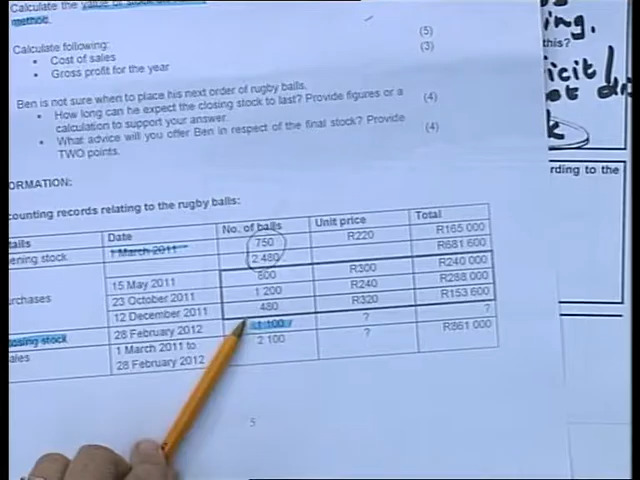 Calculate the value of stock
method.
Calculate following:
• Cost of sales (5)
• Gross profit for the year (3)
Ben is not sure when to place his next order of rugby balls.
• How long can he expect the closing stock to last? Provide figures or a
calculation to support your answer. (4)
• What advice will you offer Ben in respect of the final stock? Provide
TWO points. (4)
ORMATION:
counting records relating to the rugby balls:
tails Date No. of balls Unit price Total
ening stock 1 March 2011 750 R220 R165 000
2 480 R681 600
rchases 15 May 2011 800 R300 R240 000
23 October 2011 1 200 R240 R288 000
12 December 2011 480 R320 R153 600
osing stock 28 February 2012 1 100 ? ?
ales 1 March 2011 to 2 100 ? R861 000
28 February 2012
5
ing.
this?
icit/
ot
k
rding to the